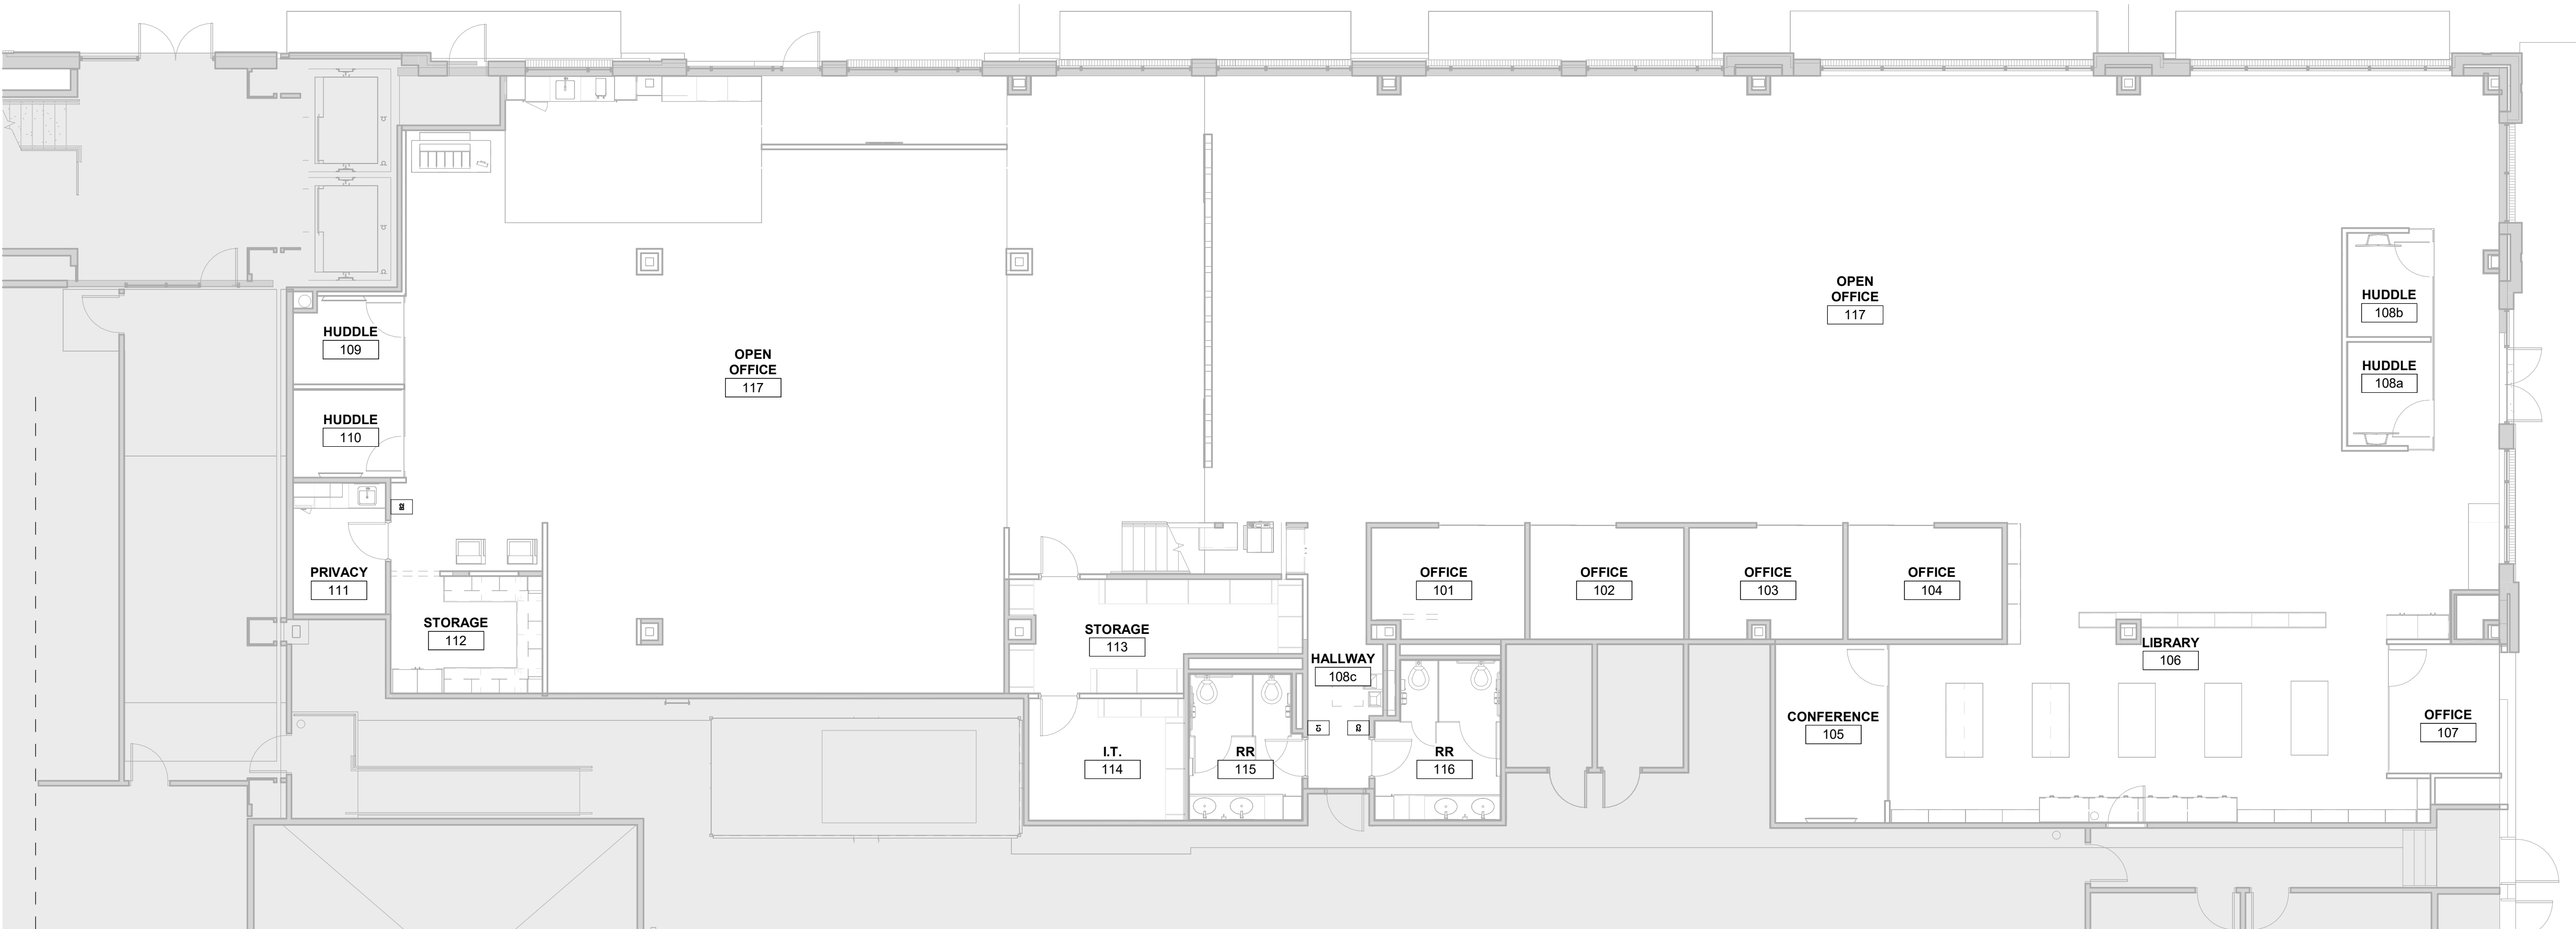 OPEN
OFFICE
117
HUDDLE
108b
HUDDLE
109
OPEN
OFFICE
117
HUDDLE
108a
HUDDLE
110
PRIVACY
111
OFFICE
101
OFFICE
102
OFFICE
103
OFFICE
104
STORAGE
112
STORAGE
113
HALLWAY
108c
LIBRARY
106
CONFERENCE
105
OFFICE
107
I.T.
114
RR
115
RR
116